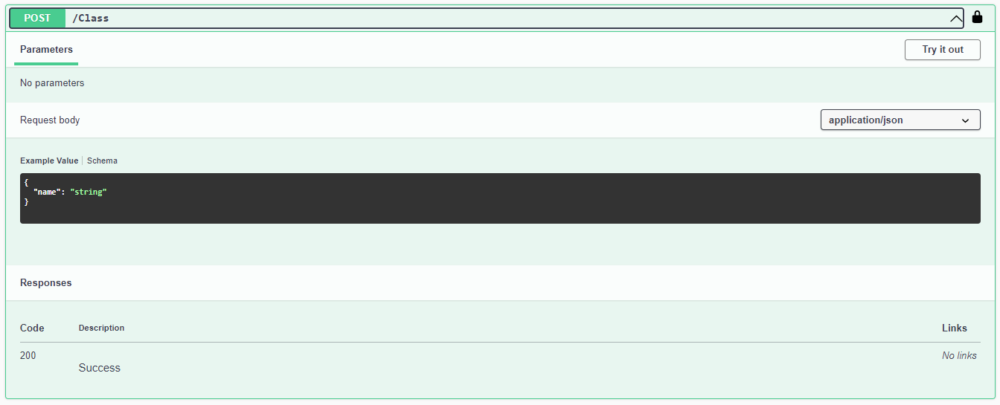 POST /Class
Parameters Try it out
No parameters
Request body application/json
Example Value Schema
{
"name": "string"
}
Responses
Code Description Links
200 Success No links